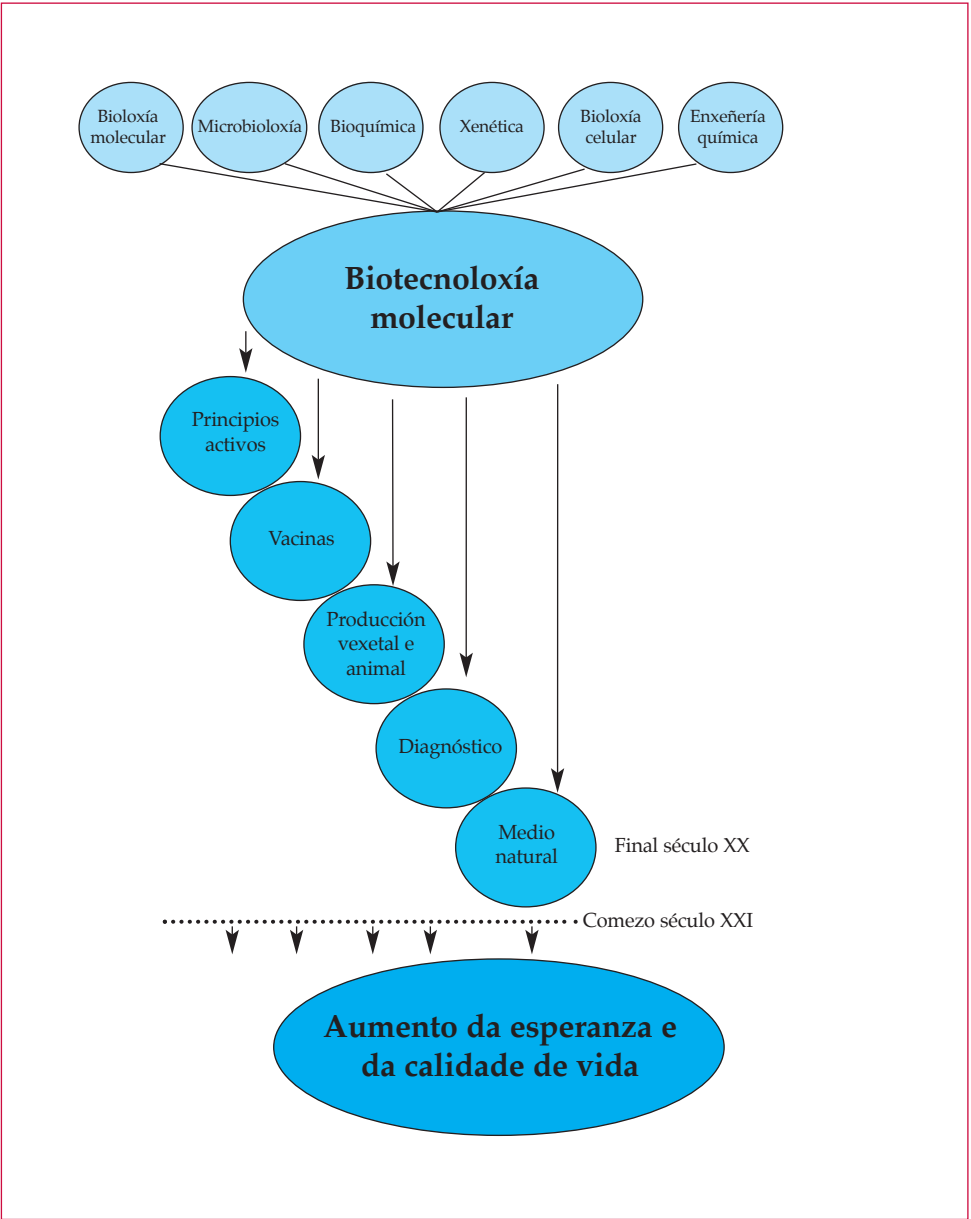 Bioloxía
molecular
Microbioloxía
Bioquímica
Xenética
Bioloxía
celular
Enxeñería
química
Biotecnoloxía
molecular
Principios
activos
Vacinas
Producción
vexetal e
animal
Diagnóstico
Medio
natural
Final século XX
Comezo século XXI
Aumento da esperanza e
da calidade de vida